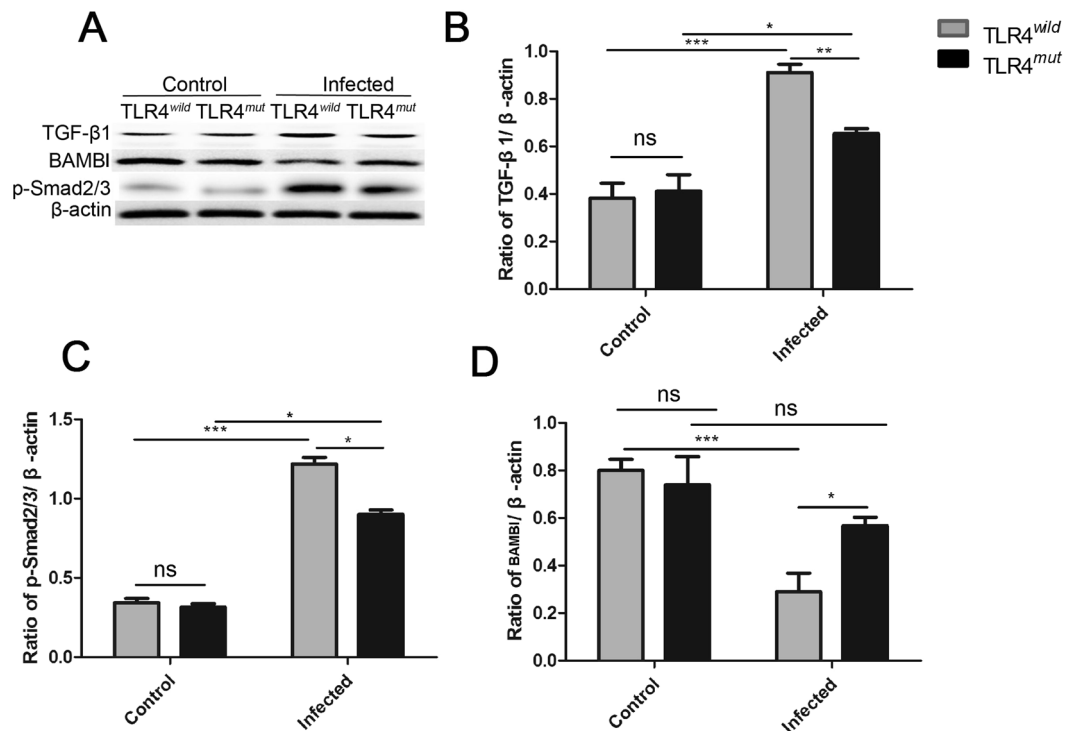 A
Control Infected
TLR4wild TLR4mut TLR4wild TLR4mut
TGF-β1
BAMBI
p-Smad2/3
β-actin
B
TLR4wild
TLR4mut
Ratio of TGF-β 1/ β -actin
1.0
0.8
0.6
0.4
0.2
0.0
*
***
**
ns
Control
Infected
C
Ratio of p-Smad2/3/ β -actin
1.5
1.0
0.5
0.0
*
***
*
ns
Control
Infected
D
Ratio of BAMBI/ β -actin
1.0
0.8
0.6
0.4
0.2
0.0
ns
ns
***
*
Control
Infected